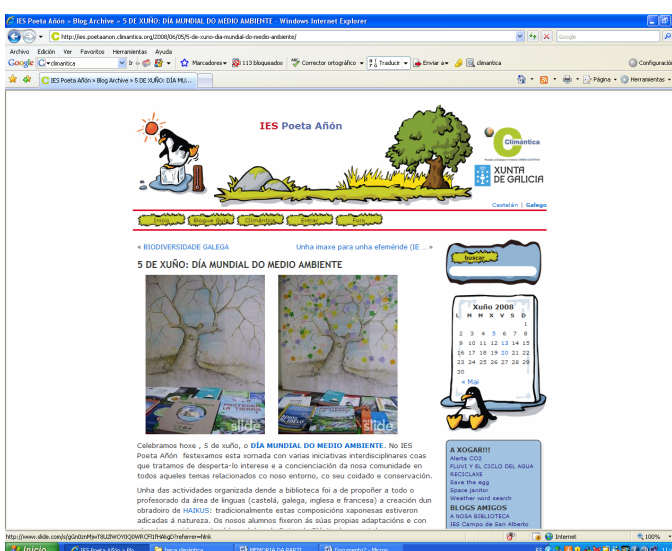 IES Poeta Añón » Blog Archive » 5 DE XUÑO: DÍA MUNDIAL DO MEDIO AMBIENTE - Windows Internet Explorer
http://ies.poetaanon.climantica.org/2008/06/05/5-de-xuno-dia-mundial-do-medio-ambiente/
Google
Archivo Edición Ver Favoritos Herramientas Ayuda
Google climantica Ir Marcadores 113 bloqueados Corrector ortográfico Traducir Enviar a climantica Configuración
IES Poeta Añón » Blog Archive » 5 DE XUÑO: DÍA MU... Página Herramientas
IES Poeta Añón
Climántica
XUNTA
DE GALICIA
Castelán | Galego
Inicio Blogue Guía Climántica Entrar Foro
« BIODIVERSIDADE GALEGA Unha imaxe para unha efeméride (IE ... »
5 DE XUÑO: DÍA MUNDIAL DO MEDIO AMBIENTE
buscar
Xuño 2008
L M M X V S D
1
2 3 4 5 6 7 8
9 10 11 12 13 14 15
16 17 18 19 20 21 22
23 24 25 26 27 28 29
30
« Mai
PROTEGER
LA TIERRA
slide slide
Celebramos hoxe , 5 de xuño, o DÍA MUNDIAL DO MEDIO AMBIENTE. No IES
Poeta Añón festexamos esta xornada con varias iniciativas interdisciplinares coas
que tratamos de desperta-lo interese e a concienciación da nosa comunidade en
todos aqueles temas relacionados co noso entorno, co seu coidado e conservación.
Unha das actividades organizada dende a biblioteca foi a de propoñer a todo o
profesorado da área de linguas (castelá, galega, inglesa e francesa) a creación dun
obradoiro de HAIKUS: tradicionalmente estas composicións xaponesas estiveron
adicadas á natureza. Os nosos alumnos fixeron ás súas propias adaptacións e con
A XOGAR!!!
Alerta CO2
FLUVI Y EL CICLO DEL AGUA
RECICLAXE
Save the egg
Space janitor
Weather word search
BLOGS AMIGOS
A NOSA BIBLIOTECA
IES Campo de San Alberto
Internet 100%
Inicio